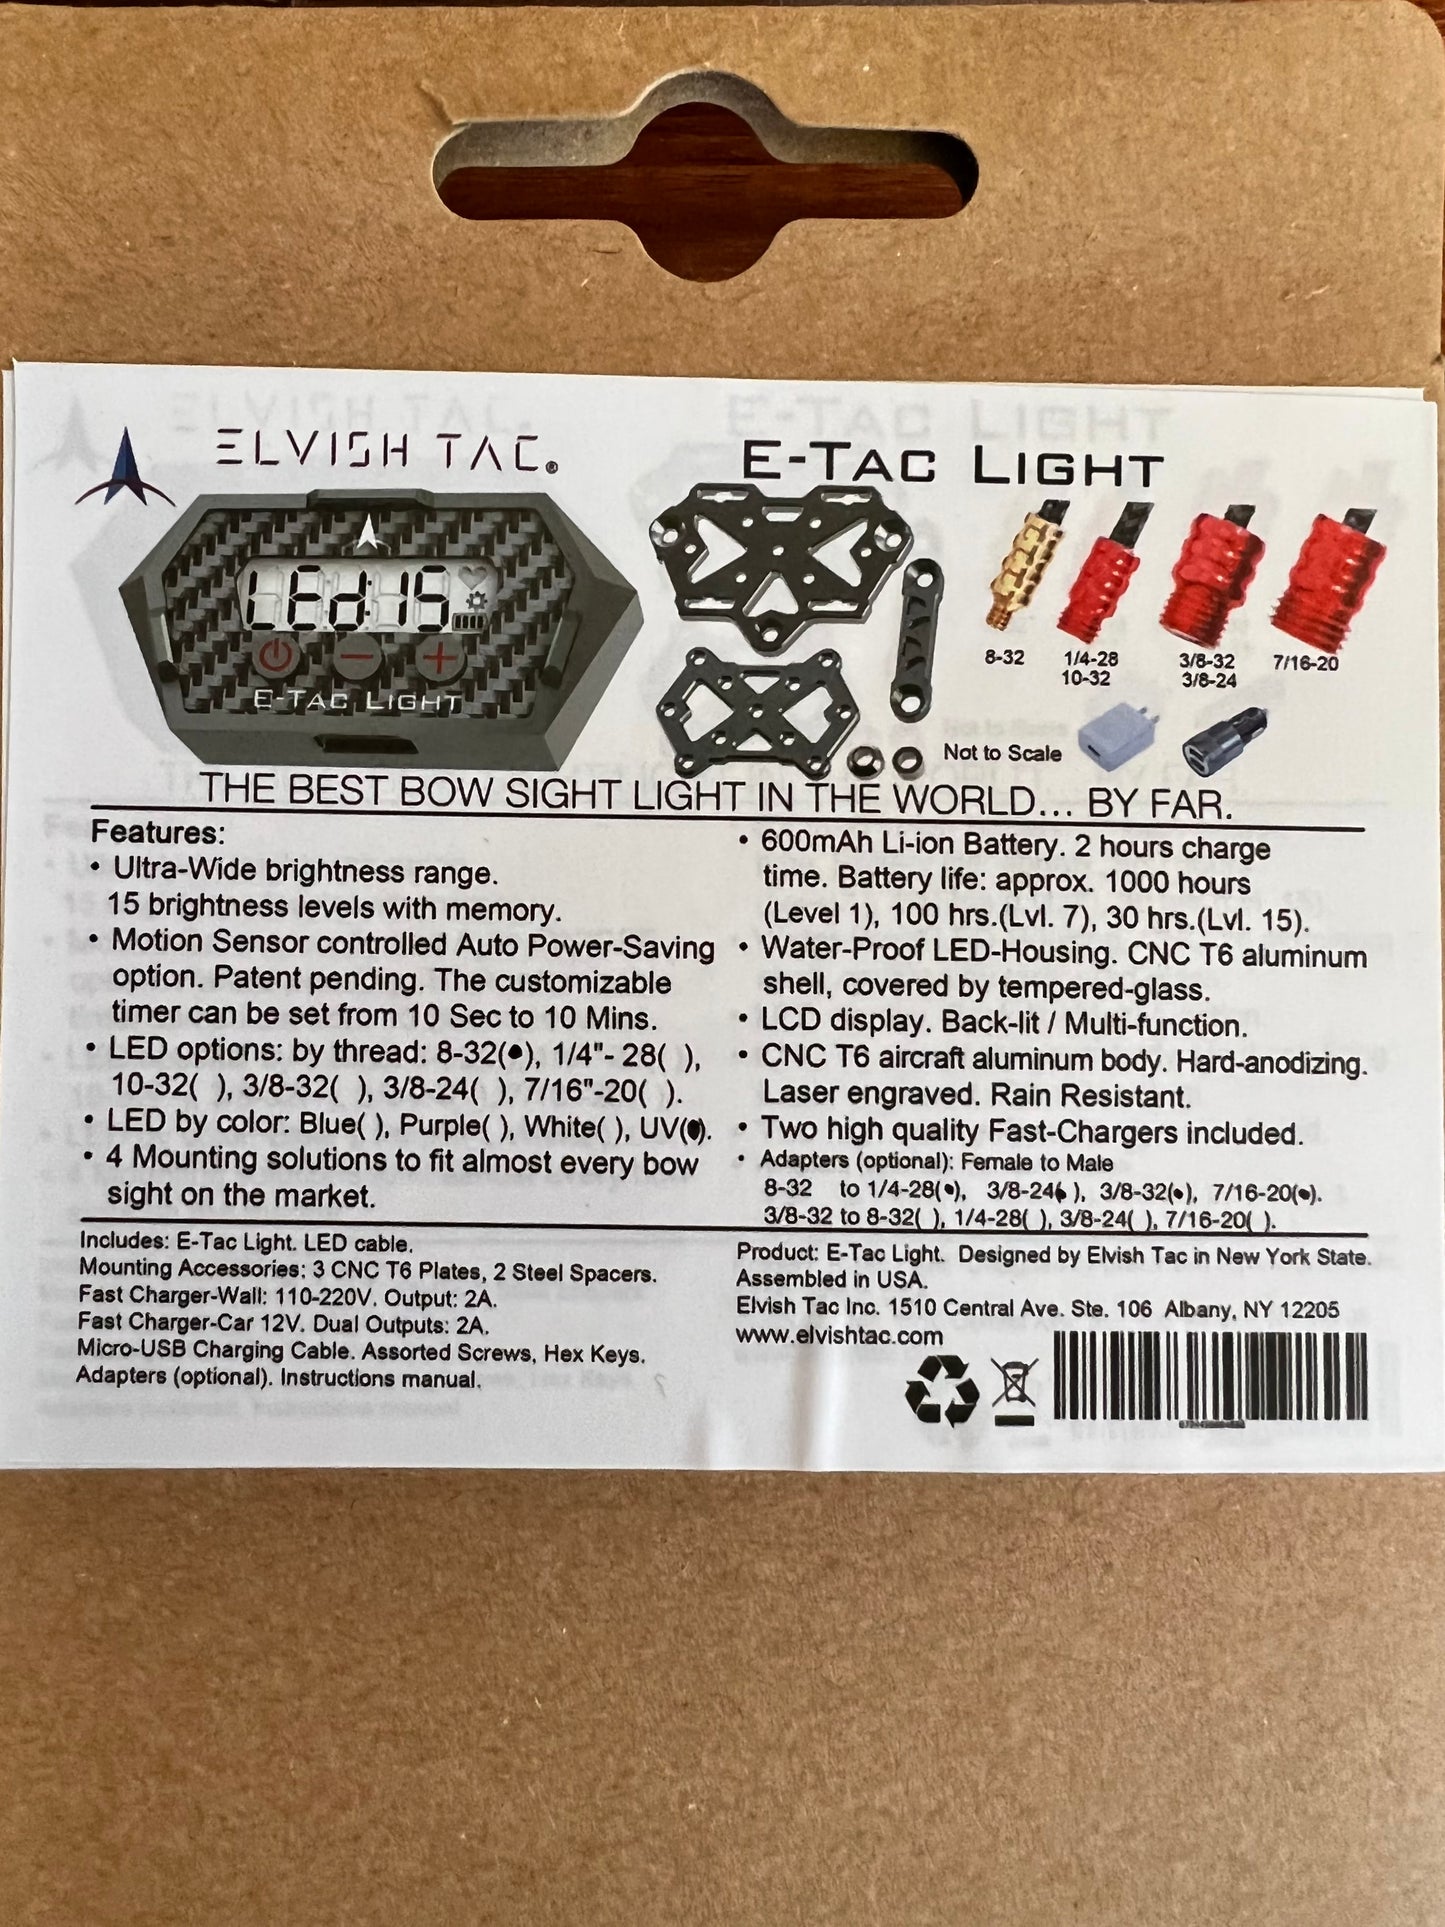 ELVISH TAC®
E-TAC LIGHT
LEd:15
E-TAC LIGHT
8-32
1/4-28
10-32
3/8-32
3/8-24
7/16-20
Not to Scale
THE BEST BOW SIGHT LIGHT IN THE WORLD... BY FAR.
Features:
• Ultra-Wide brightness range.
15 brightness levels with memory.
• Motion Sensor controlled Auto Power-Saving
option. Patent pending. The customizable
timer can be set from 10 Sec to 10 Mins.
• LED options: by thread: 8-32(●), 1/4"- 28( ),
10-32( ), 3/8-32( ), 3/8-24( ), 7/16"-20( ).
• LED by color: Blue( ), Purple( ), White( ), UV(●).
• 4 Mounting solutions to fit almost every bow
sight on the market.
• 600mAh Li-ion Battery. 2 hours charge
time. Battery life: approx. 1000 hours
(Level 1), 100 hrs.(Lvl. 7), 30 hrs.(Lvl. 15).
• Water-Proof LED-Housing. CNC T6 aluminum
shell, covered by tempered-glass.
• LCD display. Back-lit / Multi-function.
• CNC T6 aircraft aluminum body. Hard-anodizing.
Laser engraved. Rain Resistant.
• Two high quality Fast-Chargers included.
• Adapters (optional): Female to Male
8-32 to 1/4-28(●), 3/8-24(●), 3/8-32(●), 7/16-20(●).
3/8-32 to 8-32( ), 1/4-28( ), 3/8-24( ), 7/16-20( ).
Includes: E-Tac Light. LED cable.
Mounting Accessories: 3 CNC T6 Plates, 2 Steel Spacers.
Fast Charger-Wall: 110-220V. Output: 2A.
Fast Charger-Car 12V. Dual Outputs: 2A.
Micro-USB Charging Cable. Assorted Screws, Hex Keys.
Adapters (optional). Instructions manual.
Product: E-Tac Light. Designed by Elvish Tac in New York State.
Assembled in USA.
Elvish Tac Inc. 1510 Central Ave. Ste. 106 Albany, NY 12205
www.elvishtac.com